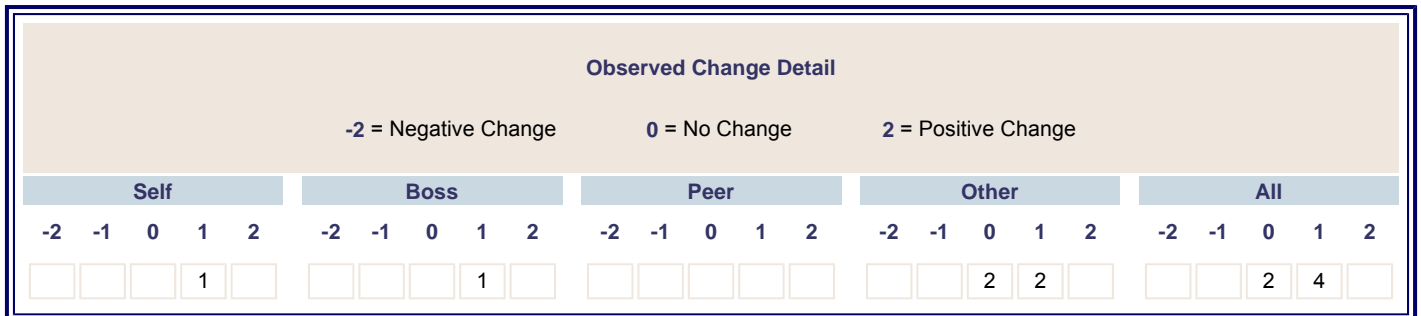 Observed Change Detail
-2 = Negative Change 0 = No Change 2 = Positive Change
Self Boss Peer Other All
-2 -1 0 1 2 -2 -1 0 1 2 -2 -1 0 1 2 -2 -1 0 1 2 -2 -1 0 1 2
1 1 2 2 2 4